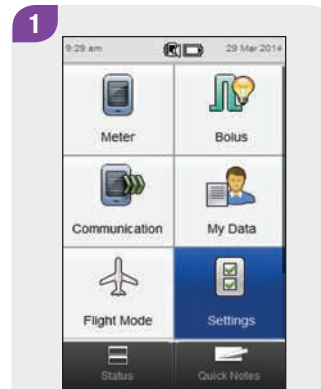 1
9:29 am 29 Mar 2014
Meter Bolus
Communication My Data
Flight Mode Settings
Status Quick Notes